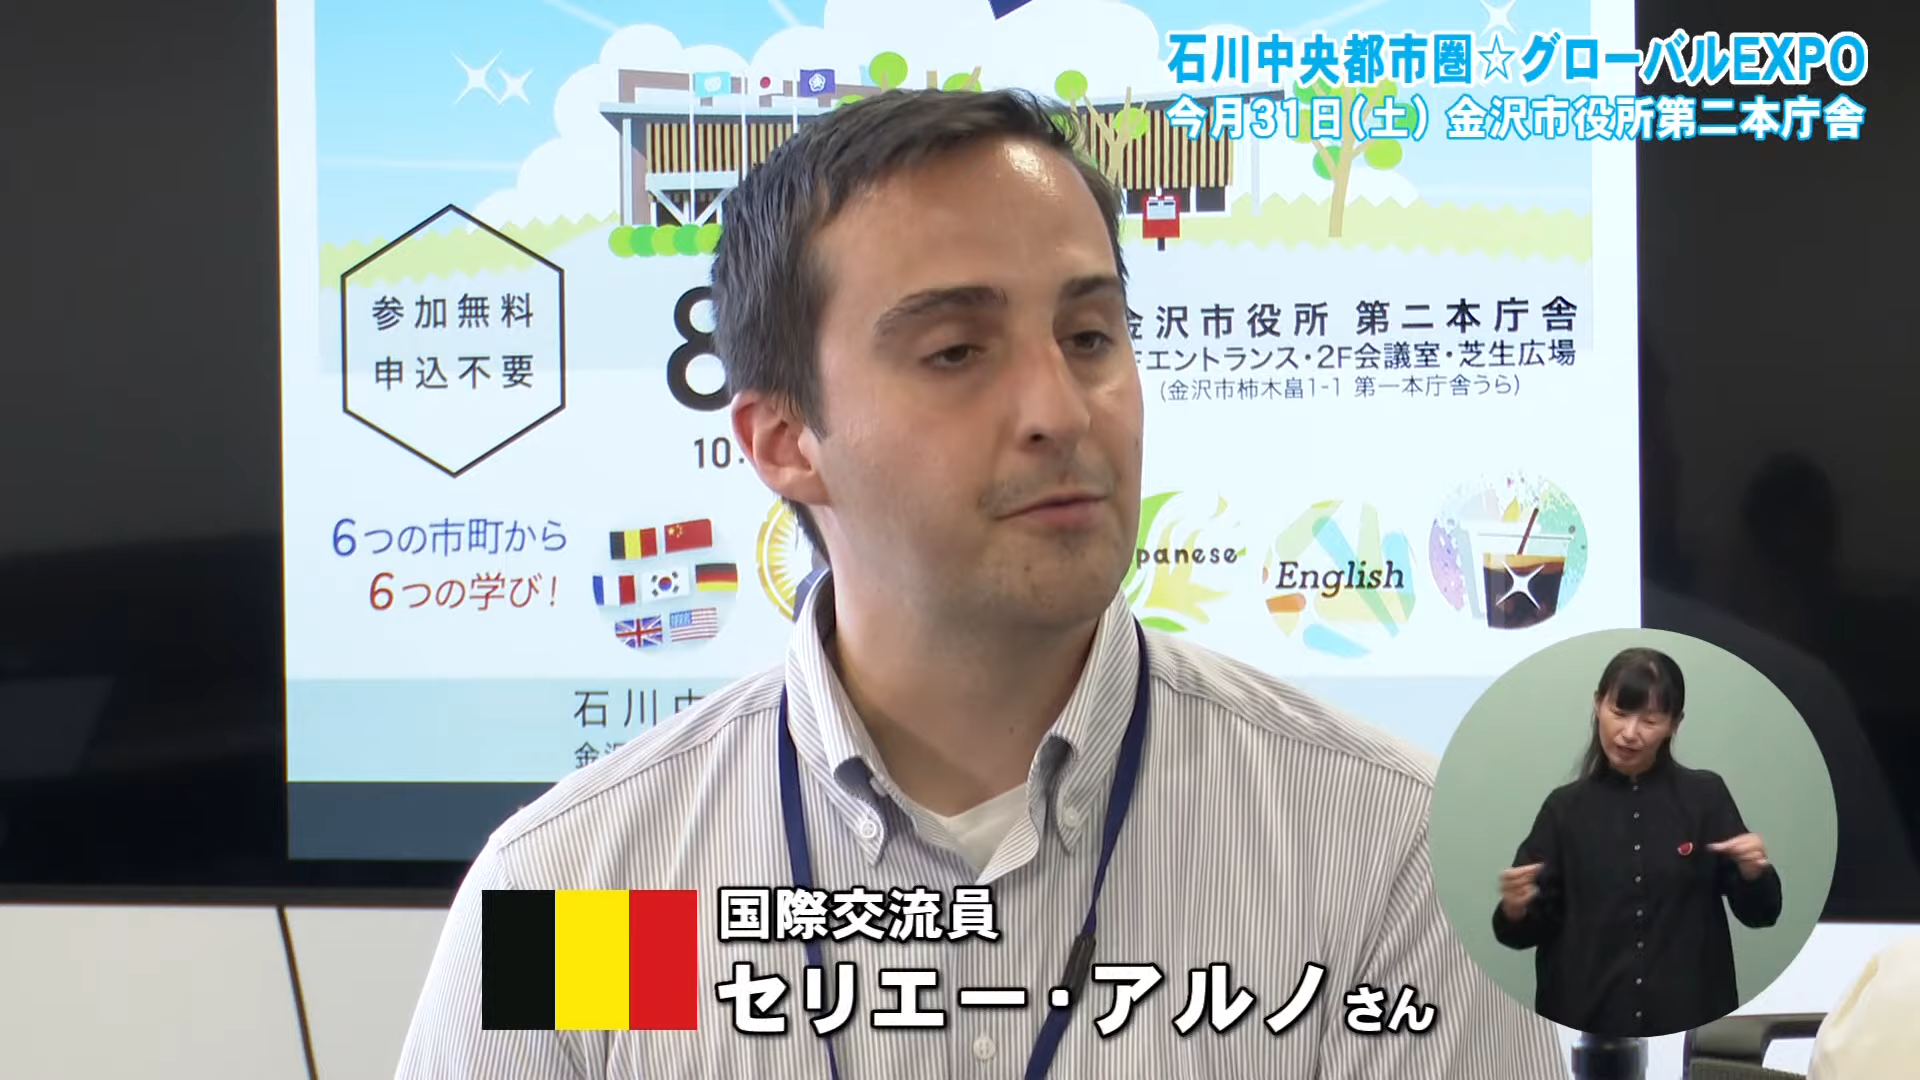 石川中央都市圏☆グローバルEXPO
今月31日(土) 金沢市役所第二本庁舎
参加無料
申込不要
8
10.
金沢市役所 第二本庁舎
エントランス・2F会議室・芝生広場
(金沢市柿木畠1-1 第一本庁舎うら)
6つの市町から
6つの学び!
panese
English
石川中
金沢
国際交流員
セリエー・アルノさん